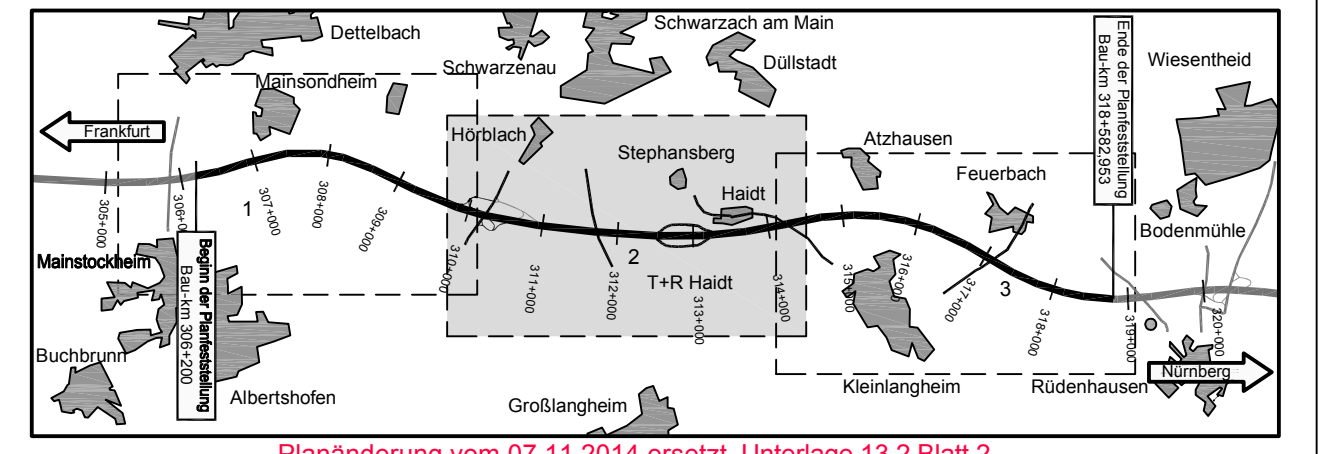 Dettelbach
Schwarzach am Main
Schwarzenau
Düllstadt
Mainsondheim
Wiesentheid
Frankfurt
Hörblach
Stephansberg
Haidt
Atzhausen
Feuerbach
Bodenmühle
Ende der Planfeststellung
Bau-km 318+582,953
305+000
306+0
1
307+000
308+000
309+000
310+000
311+000
312+000
2
T+R Haidt
313+000
314+000
315+000
316+000
317+000
3
318+000
319+000
320+000
Mainstockheim
Beginn der Planfeststellung
Bau-km 306+200
Buchbrunn
Albertshofen
Großlangheim
Kleinlangheim
Rüdenhausen
Nürnberg
Planänderung vom 07.11.2014 ersetzt Unterlage 13.2 Blatt 2